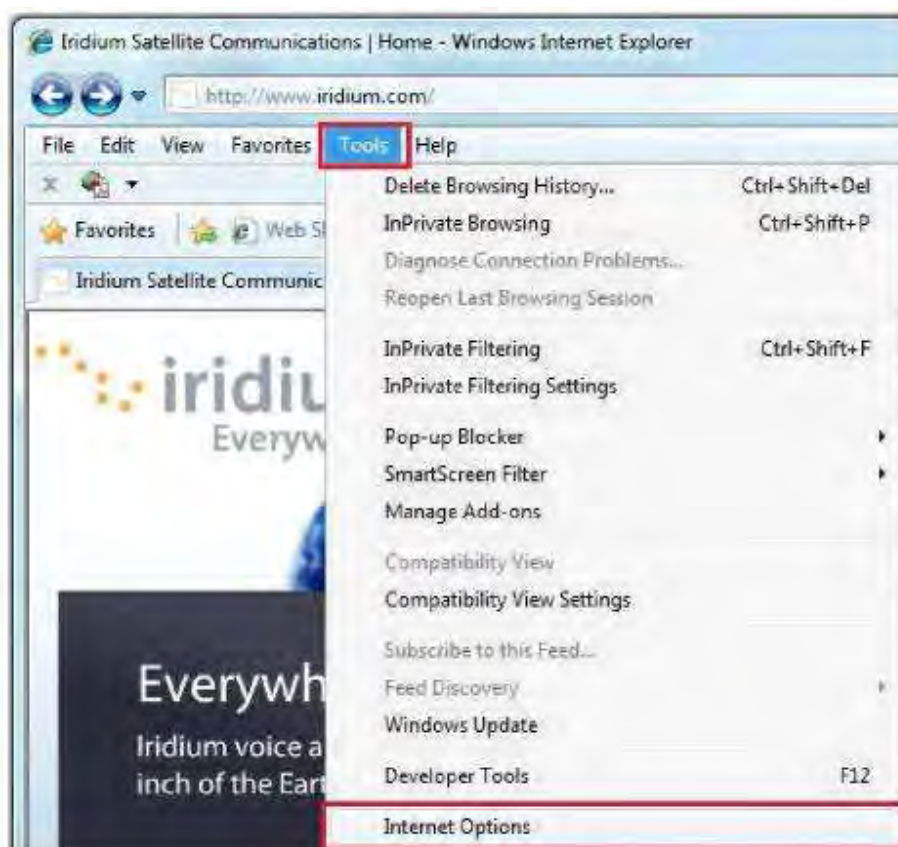 Iridium Satellite Communications | Home - Windows Internet Explorer
http://www.iridium.com/
File Edit View Favorites Tools Help
Favorites Web
Iridium Satellite Communic
Delete Browsing History... Ctrl+Shift+Del
InPrivate Browsing Ctrl+Shift+P
Diagnose Connection Problems...
Reopen Last Browsing Session
InPrivate Filtering Ctrl+Shift+F
InPrivate Filtering Settings
Pop-up Blocker
SmartScreen Filter
Manage Add-ons
Compatibility View
Compatibility View Settings
Subscribe to this Feed...
Feed Discovery
Windows Update
Developer Tools F12
Internet Options
iridiu
Everyw
Everywh
Iridium voice a
inch of the Ear